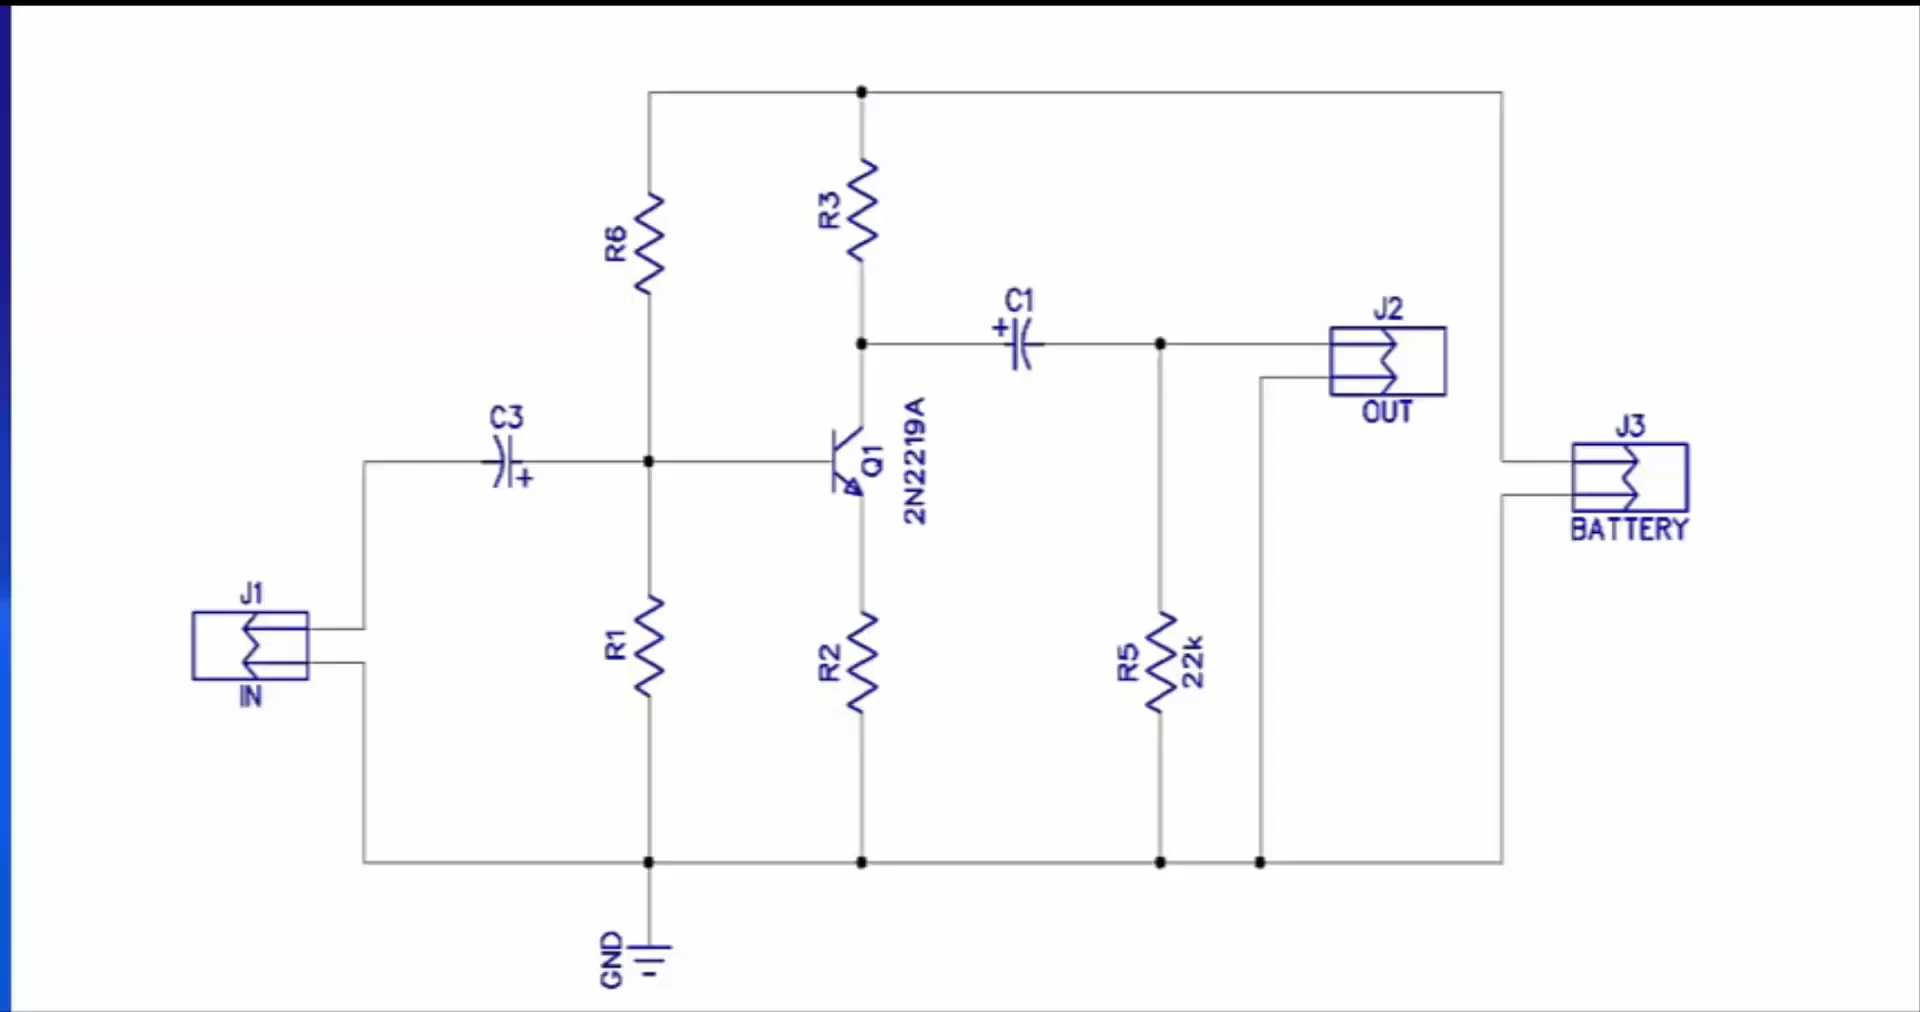 R6
R3
C1
+
J2
OUT
C3
+
Q1
2N2219A
J3
BATTERY
J1
IN
R1
R2
R5
22k
GND